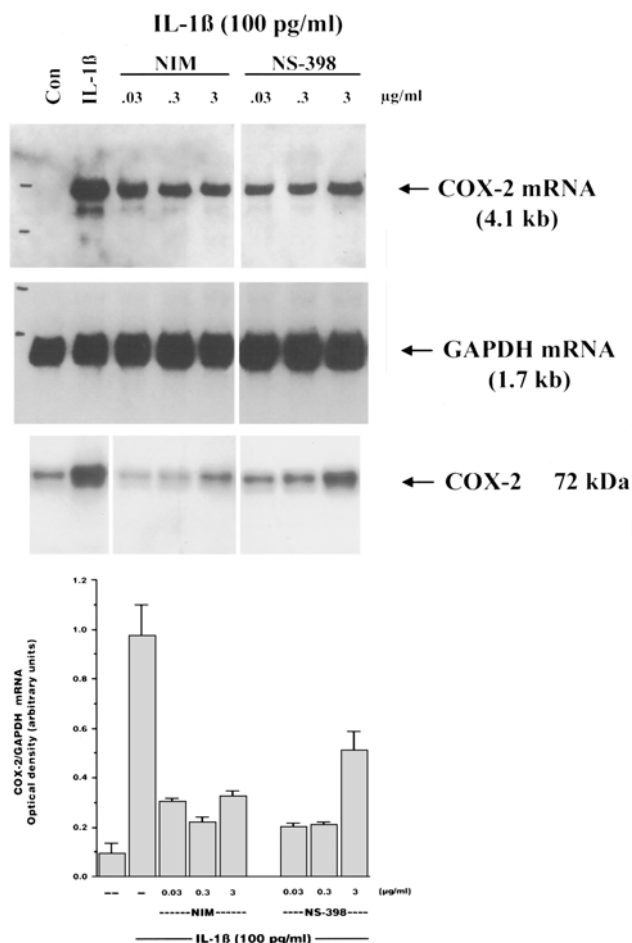 IL-1ß (100 pg/ml)
Con IL-1ß NIM NS-398
.03 .3 3 .03 .3 3 µg/ml
COX-2 mRNA
(4.1 kb)
GAPDH mRNA
(1.7 kb)
COX-2 72 kDa
COX-2/GAPDH mRNA
Optical density (arbitrary units)
1.2
1.0
0.8
0.6
0.4
0.2
0.0
-- - 0.03 0.3 3 0.03 0.3 3 (µg/ml)
------NIM------ ------NS-398------
IL-1ß (100 pg/ml)